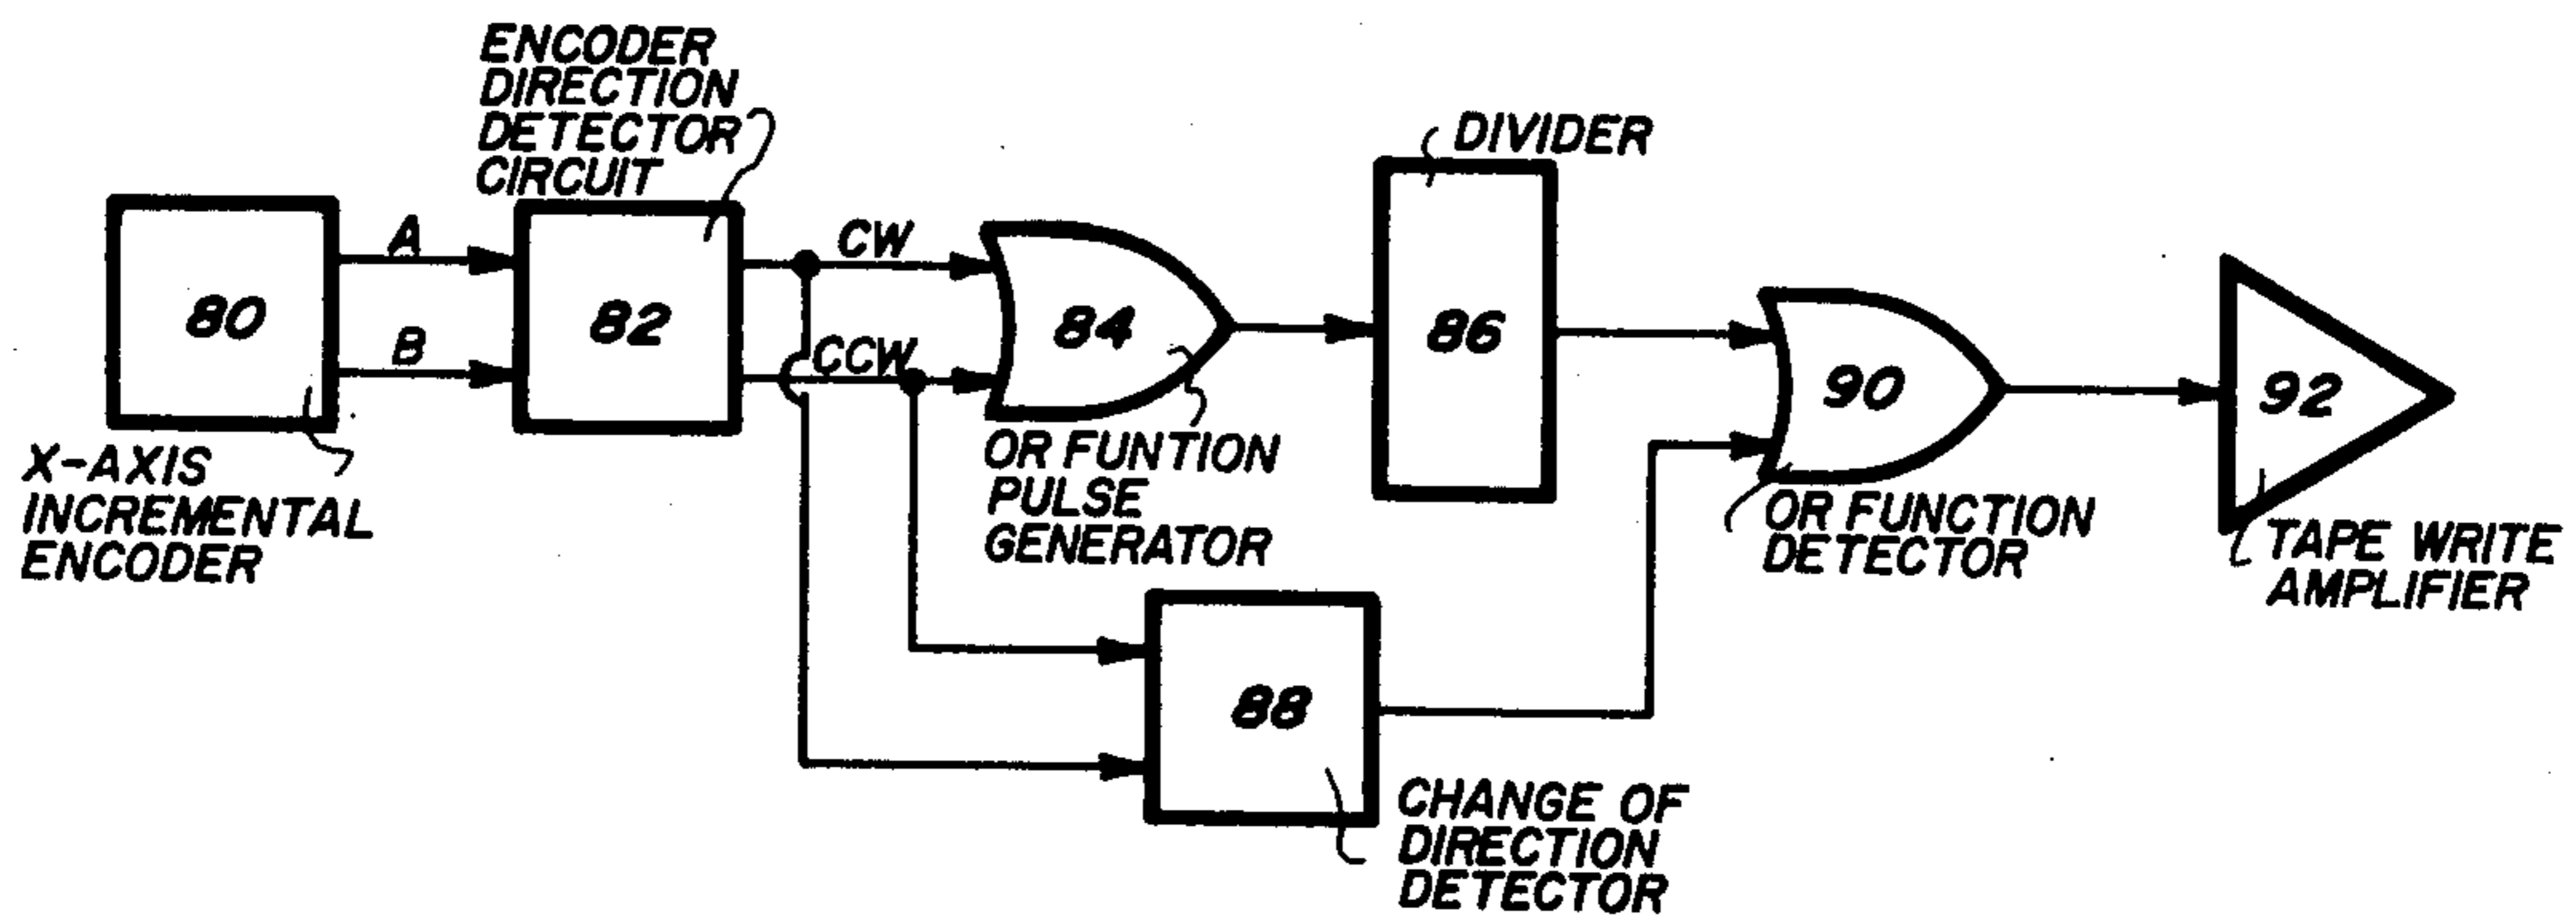 ENCODER
DIRECTION
DETECTOR
CIRCUIT
DIVIDER
A
CW
80
82
84
86
B
CCW
90
92
X-AXIS
INCREMENTAL
ENCODER
OR FUNTION
PULSE
GENERATOR
OR FUNCTION
DETECTOR
TAPE WRITE
AMPLIFIER
88
CHANGE OF
DIRECTION
DETECTOR